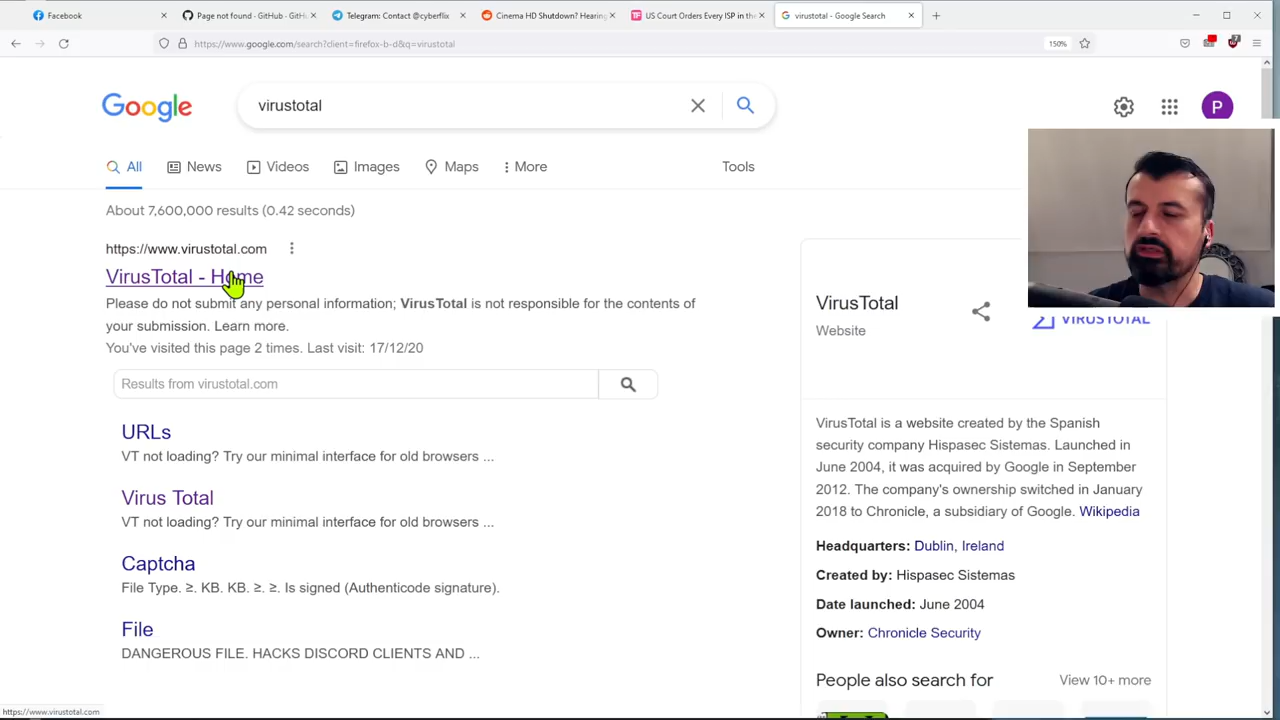 Facebook
Page not found · GitHub · GitHu
Telegram: Contact @cyberflix
Cinema HD Shutdown? Hearing
US Court Orders Every ISP in the
virustotal - Google Search
https://www.google.com/search?client=firefox-b-d&q=virustotal
150%
Google
virustotal
P
All
News
Videos
Images
Maps
More
Tools
About 7,600,000 results (0.42 seconds)
https://www.virustotal.com
VirusTotal - Home
Please do not submit any personal information; VirusTotal is not responsible for the contents of
your submission. Learn more.
You've visited this page 2 times. Last visit: 17/12/20
Results from virustotal.com
URLs
VT not loading? Try our minimal interface for old browsers ...
Virus Total
VT not loading? Try our minimal interface for old browsers ...
Captcha
File Type. ≥. KB. KB. ≥. ≥. Is signed (Authenticode signature).
File
DANGEROUS FILE. HACKS DISCORD CLIENTS AND ...
VirusTotal
Website
VIRUSTOTAL
VirusTotal is a website created by the Spanish
security company Hispasec Sistemas. Launched in
June 2004, it was acquired by Google in September
2012. The company's ownership switched in January
2018 to Chronicle, a subsidiary of Google. Wikipedia
Headquarters: Dublin, Ireland
Created by: Hispasec Sistemas
Date launched: June 2004
Owner: Chronicle Security
People also search for
View 10+ more
https://www.virustotal.com